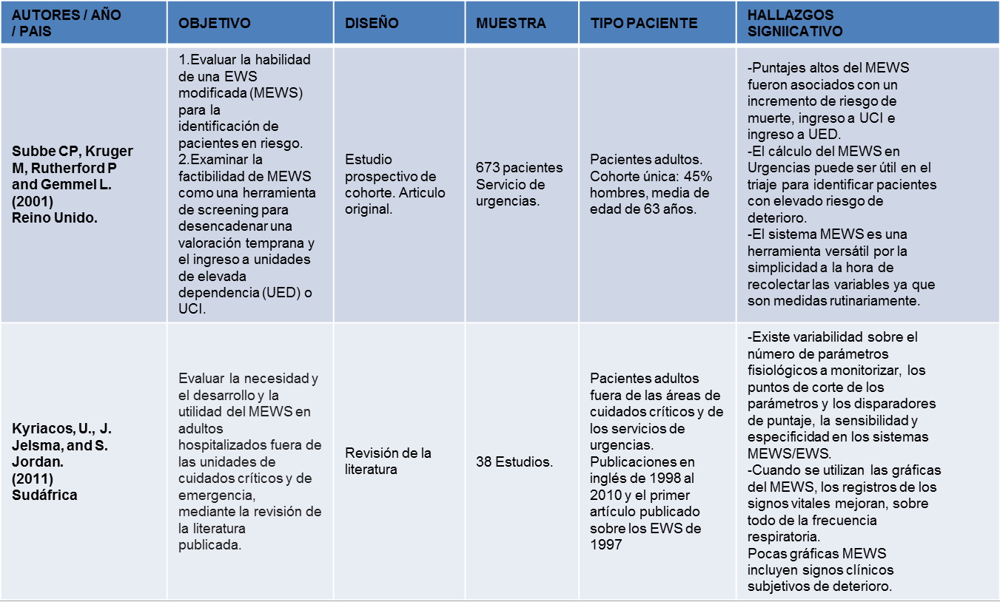 AUTORES / AÑO
/ PAIS
OBJETIVO
DISEÑO
MUESTRA
TIPO PACIENTE
HALLAZGOS
SIGNIICATIVO
Subbe CP, Kruger
M, Rutherford P
and Gemmel L.
(2001)
Reino Unido.
1.Evaluar la habilidad
de una EWS
modificada (MEWS)
para la
identificación de
pacientes en riesgo.
2.Examinar la
factibilidad de MEWS
como una herramienta
de screening para
desencadenar una
valoración temprana y
el ingreso a unidades
de elevada
dependencia (UED) o
UCI.
Estudio
prospectivo de
cohorte. Articulo
original.
673 pacientes
Servicio de
urgencias.
Pacientes adultos.
Cohorte única: 45%
hombres, media de
edad de 63 años.
-Puntajes altos del MEWS
fueron asociados con un
incremento de riesgo de
muerte, ingreso a UCI e
ingreso a UED.
-El cálculo del MEWS en
Urgencias puede ser útil en el
triaje para identificar pacientes
con elevado riesgo de
deterioro.
-El sistema MEWS es una
herramienta versátil por la
simplicidad a la hora de
recolectar las variables ya que
son medidas rutinariamente.
Kyriacos, U., J.
Jelsma, and S.
Jordan.
(2011)
Sudáfrica
Evaluar la necesidad y
el desarrollo y la
utilidad del MEWS en
adultos
hospitalizados fuera de
las unidades de
cuidados críticos y de
emergencia,
mediante la revisión de
la literatura
publicada.
Revisión de la
literatura
38 Estudios.
Pacientes adultos
fuera de las áreas de
cuidados críticos y de
los servicios de
urgencias.
Publicaciones en
inglés de 1998 al
2010 y el primer
artículo publicado
sobre los EWS de
1997
-Existe variabilidad sobre el
número de parámetros
fisiológicos a monitorizar, los
puntos de corte de los
parámetros y los disparadores
de puntaje, la sensibilidad y
especificidad en los sistemas
MEWS/EWS.
-Cuando se utilizan las gráficas
del MEWS, los registros de los
signos vitales mejoran, sobre
todo de la frecuencia
respiratoria.
Pocas gráficas MEWS
incluyen signos clínicos
subjetivos de deterioro.